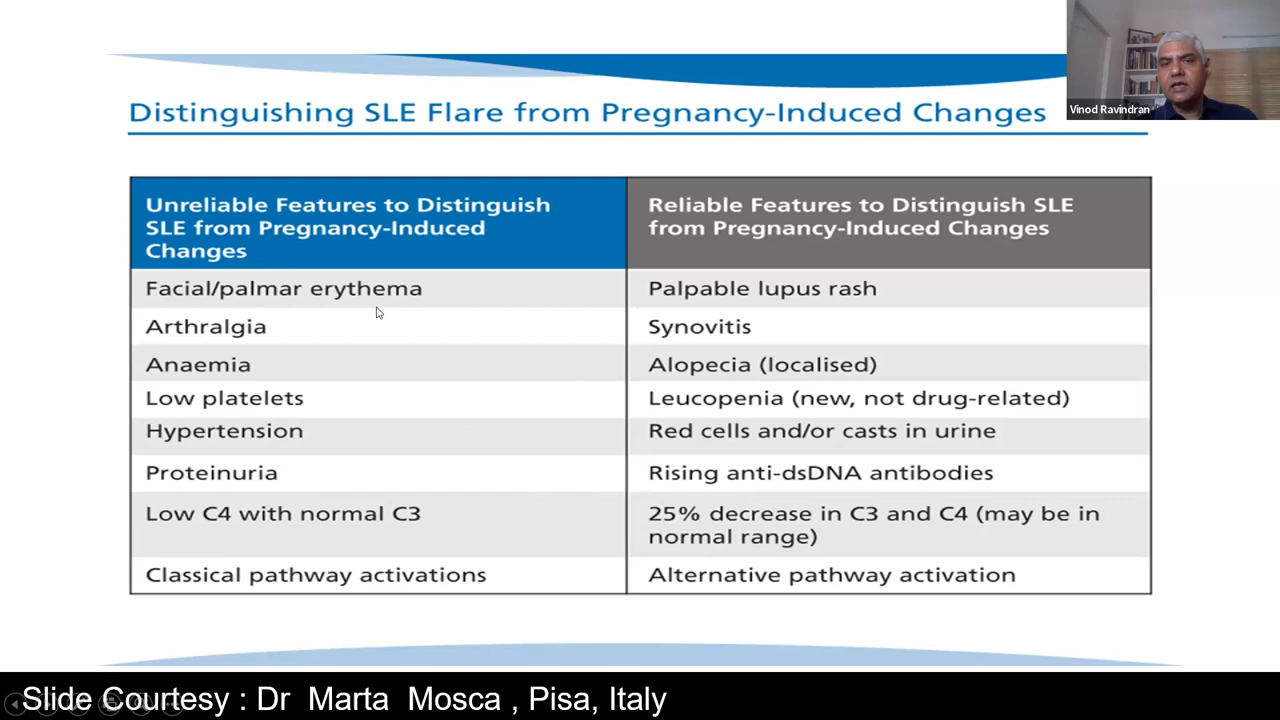 Distinguishing SLE Flare from Pregnancy-Induced Changes
Vinod Ravindran
Unreliable Features to Distinguish
SLE from Pregnancy-Induced
Changes
Reliable Features to Distinguish SLE
from Pregnancy-Induced Changes
Facial/palmar erythema
Palpable lupus rash
Arthralgia
Synovitis
Anaemia
Alopecia (localised)
Low platelets
Leucopenia (new, not drug-related)
Hypertension
Red cells and/or casts in urine
Proteinuria
Rising anti-dsDNA antibodies
Low C4 with normal C3
25% decrease in C3 and C4 (may be in
normal range)
Classical pathway activations
Alternative pathway activation
Slide Courtesy : Dr Marta Mosca , Pisa, Italy